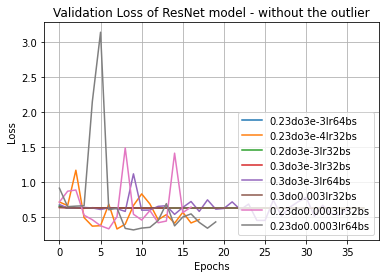 Validation Loss of ResNet model - without the outlier
3.0
2.5
2.0
1.5
1.0
0.5
Loss
0.23do3e-3lr64bs
0.23do3e-4lr32bs
0.2do3e-3lr32bs
0.3do3e-3lr32bs
0.3do3e-3lr64bs
0.3do0.003lr32bs
0.23do0.0003lr32bs
0.23do0.0003lr64bs
0 5 10 15 20 25 30 35
Epochs